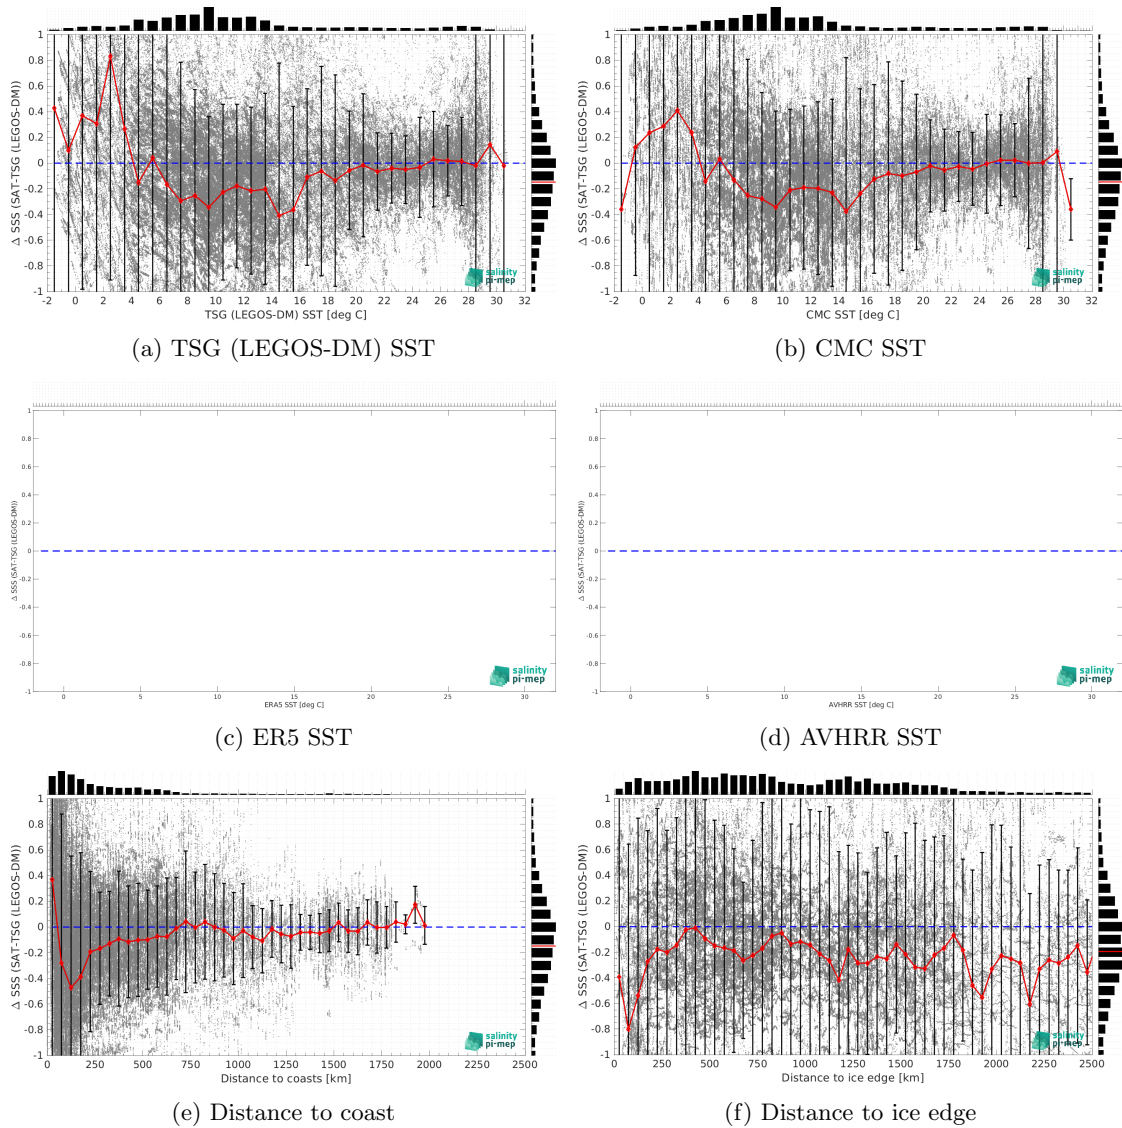 1
0.8
0.6
0.4
0.2
0
-0.2
-0.4
-0.6
-0.8
-1
Δ SSS (SAT-TSG (LEGOS-DM))
-2 0 2 4 6 8 10 12 14 16 18 20 22 24 26 28 30 32
TSG (LEGOS-DM) SST [deg C]
salinity
pi-mep
(a) TSG (LEGOS-DM) SST
1
0.8
0.6
0.4
0.2
0
-0.2
-0.4
-0.6
-0.8
-1
Δ SSS (SAT-TSG (LEGOS-DM))
-2 0 2 4 6 8 10 12 14 16 18 20 22 24 26 28 30 32
CMC SST [deg C]
salinity
pi-mep
(b) CMC SST
1
0.8
0.6
0.4
0.2
0
-0.2
-0.4
-0.6
-0.8
-1
Δ SSS (SAT-TSG (LEGOS-DM))
0 5 10 15 20 25 30
ERA5 SST [deg C]
salinity
pi-mep
(c) ER5 SST
1
0.8
0.6
0.4
0.2
0
-0.2
-0.4
-0.6
-0.8
-1
Δ SSS (SAT-TSG (LEGOS-DM))
0 5 10 15 20 25 30
AVHRR SST [deg C]
salinity
pi-mep
(d) AVHRR SST
1
0.8
0.6
0.4
0.2
0
-0.2
-0.4
-0.6
-0.8
-1
Δ SSS (SAT-TSG (LEGOS-DM))
0 250 500 750 1000 1250 1500 1750 2000 2250 2500
Distance to coasts [km]
salinity
pi-mep
(e) Distance to coast
1
0.8
0.6
0.4
0.2
0
-0.2
-0.4
-0.6
-0.8
-1
Δ SSS (SAT-TSG (LEGOS-DM))
0 250 500 750 1000 1250 1500 1750 2000 2250 2500
Distance to ice edge [km]
salinity
pi-mep
(f) Distance to ice edge